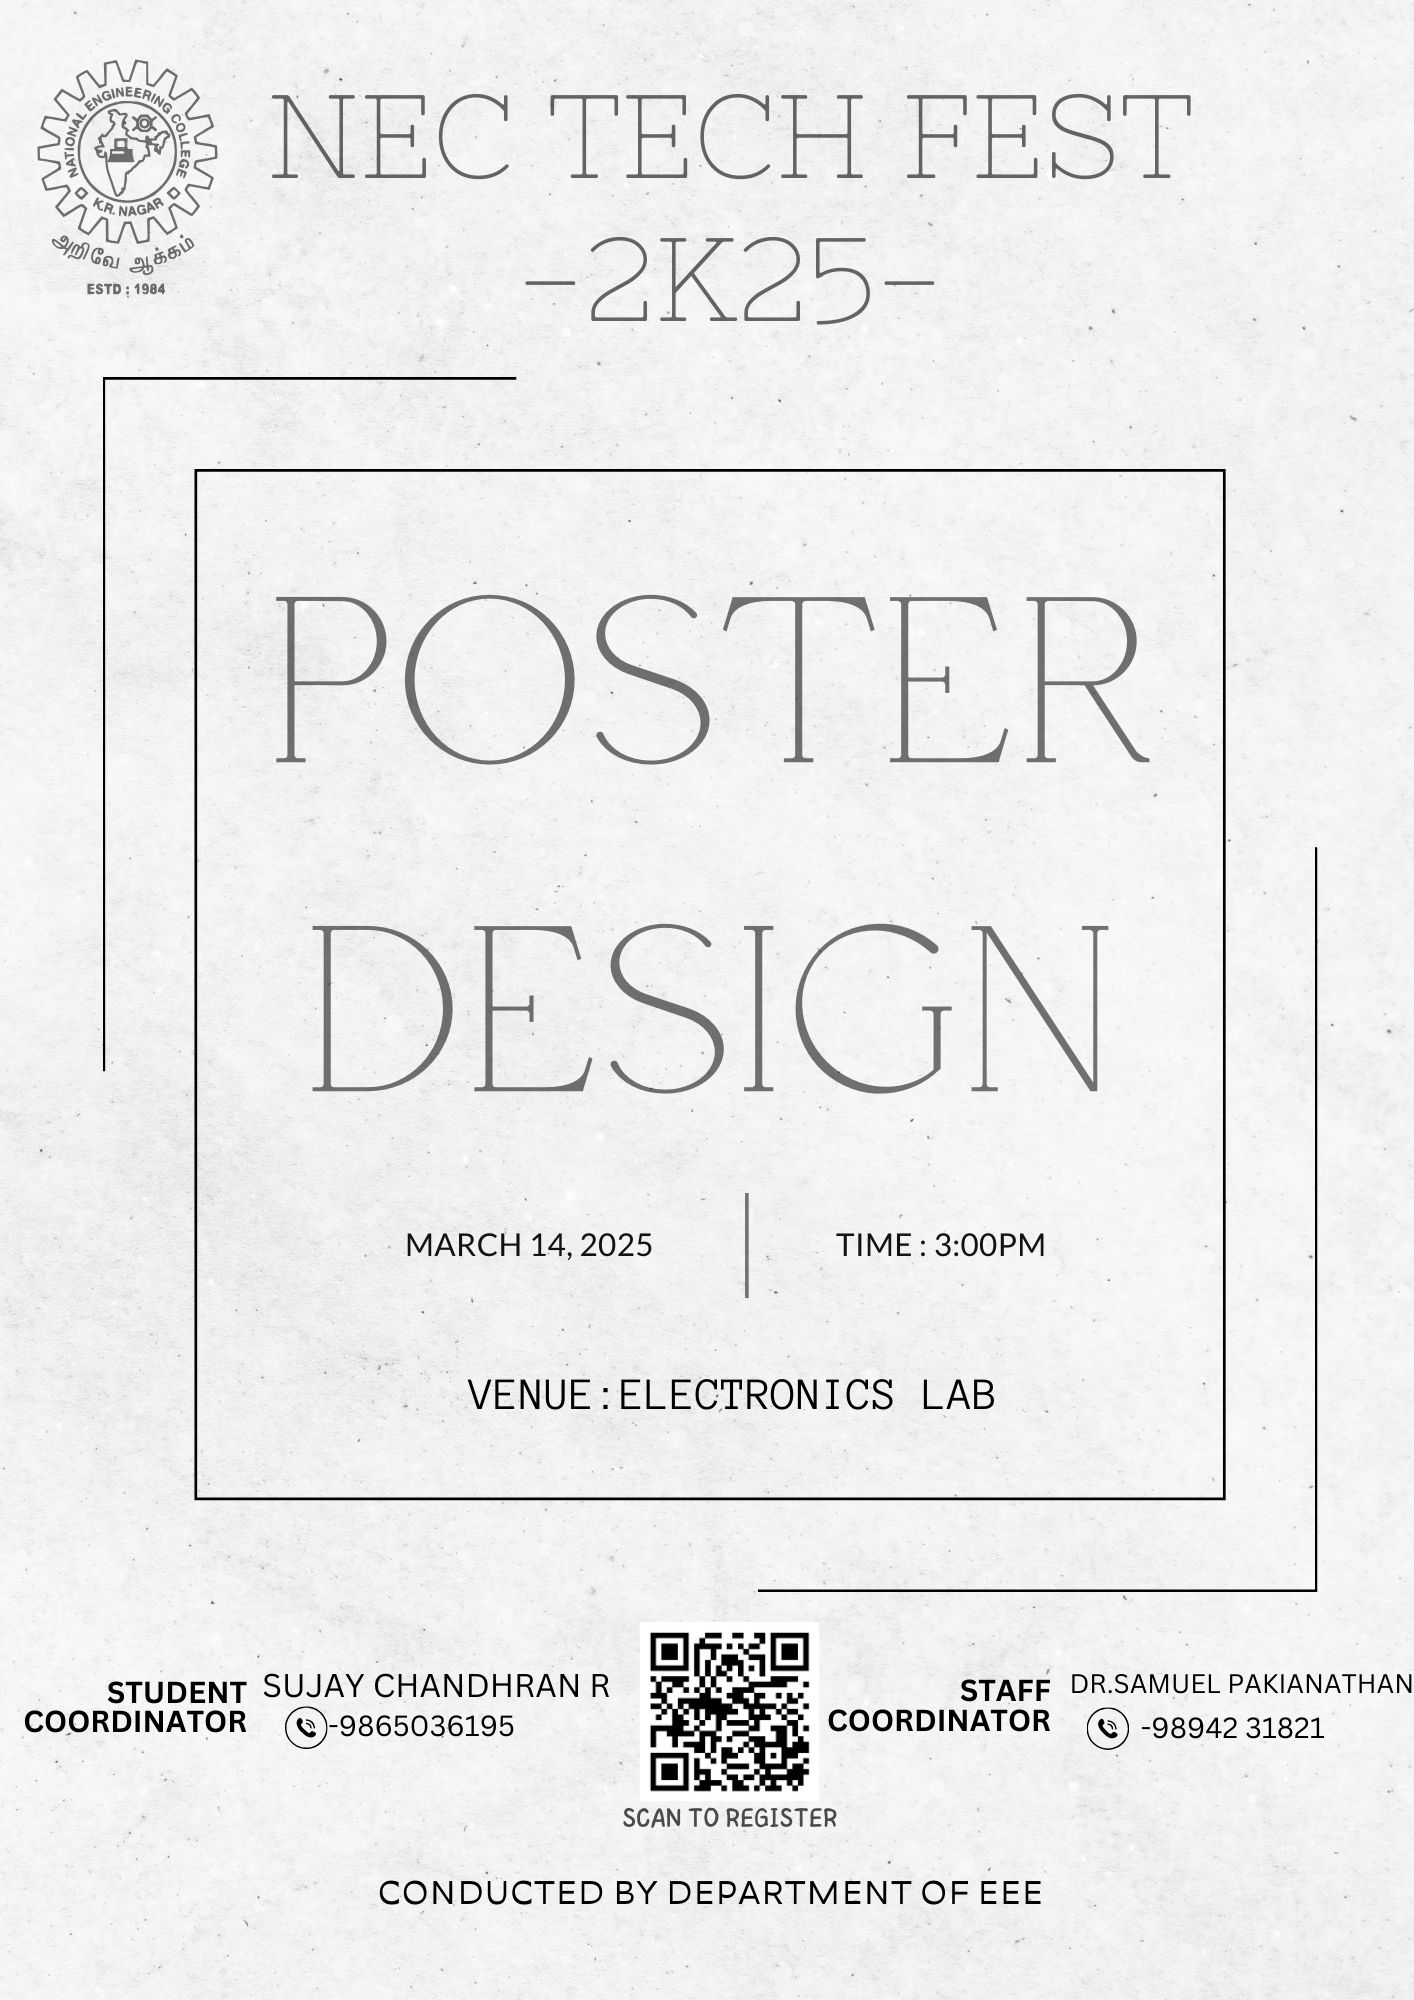 NATIONAL ENGINEERING COLLEGE
K.R. NAGAR
அறிவே ஆக்கம்
ESTD : 1984
NEC TECH FEST
-2K25-
POSTER
DESIGN
MARCH 14, 2025
TIME : 3:00PM
VENUE:ELECTRONICS LAB
STUDENT
COORDINATOR
SUJAY CHANDHRAN R
-9865036195
STAFF
COORDINATOR
DR.SAMUEL PAKIANATHAN
-98942 31821
SCAN TO REGISTER
CONDUCTED BY DEPARTMENT OF EEE